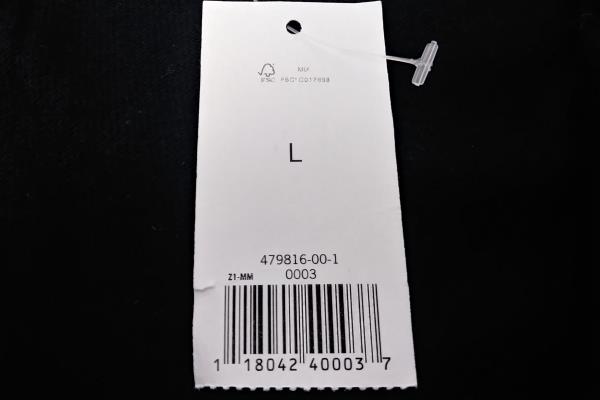 FSC
MIX
L
479816-00-1
Z1-MM 0003
1 18042 40003 7